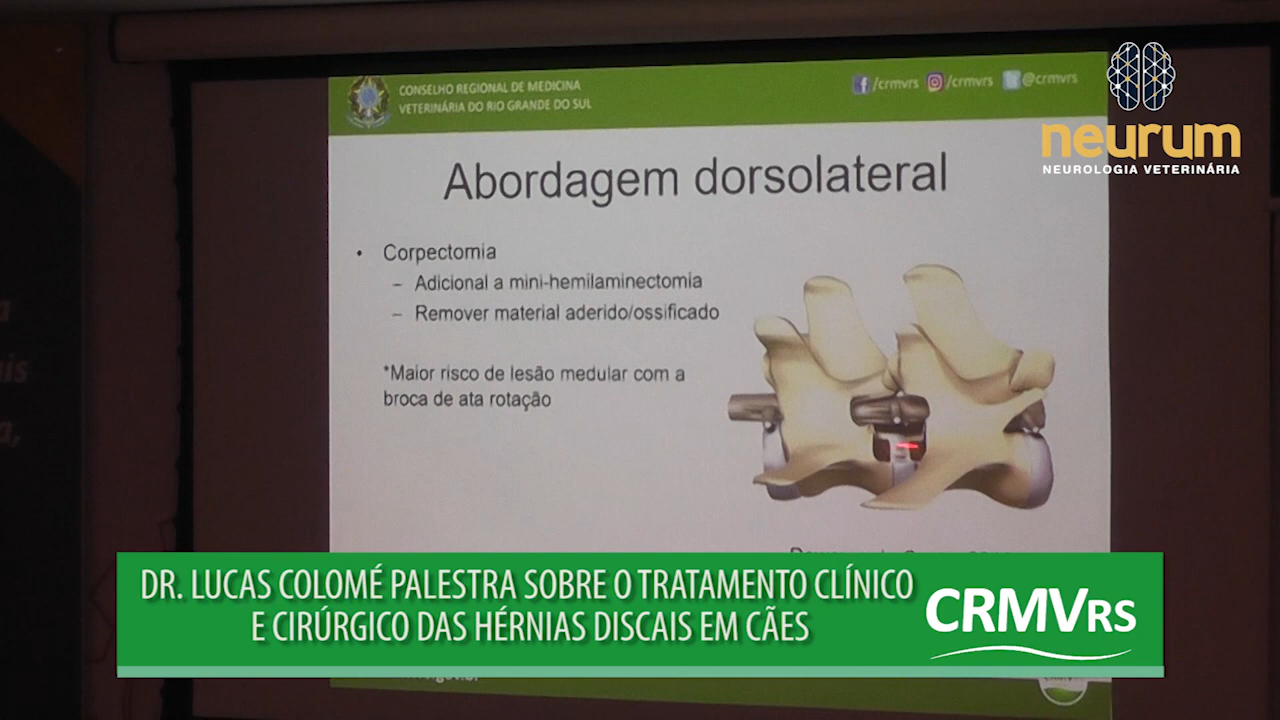 CONSELHO REGIONAL DE MEDICINA
VETERINÁRIA DO RIO GRANDE DO SUL
/crmvrs /crmvrs @crmvrs
neurum
NEUROLOGIA VETERINÁRIA
Abordagem dorsolateral
• Corpectomia
– Adicional a mini-hemilaminectomia
– Remover material aderido/ossificado
*Maior risco de lesão medular com a
broca de ata rotação
DR. LUCAS COLOMÉ PALESTRA SOBRE O TRATAMENTO CLÍNICO
E CIRÚRGICO DAS HÉRNIAS DISCAIS EM CÃES
CRMVRS